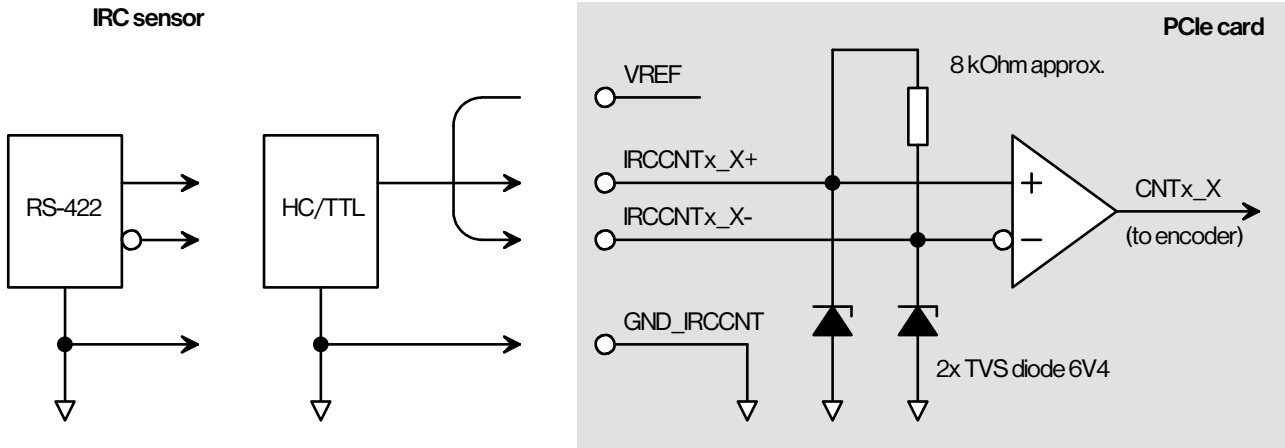 IRC sensor
PCIe card
VREF
8 kOhm approx.
IRCCNTx_X+
RS-422
HC/TTL
+
CNTx_X
IRCCNTx_X-
−
(to encoder)
GND_IRCCNT
2x TVS diode 6V4